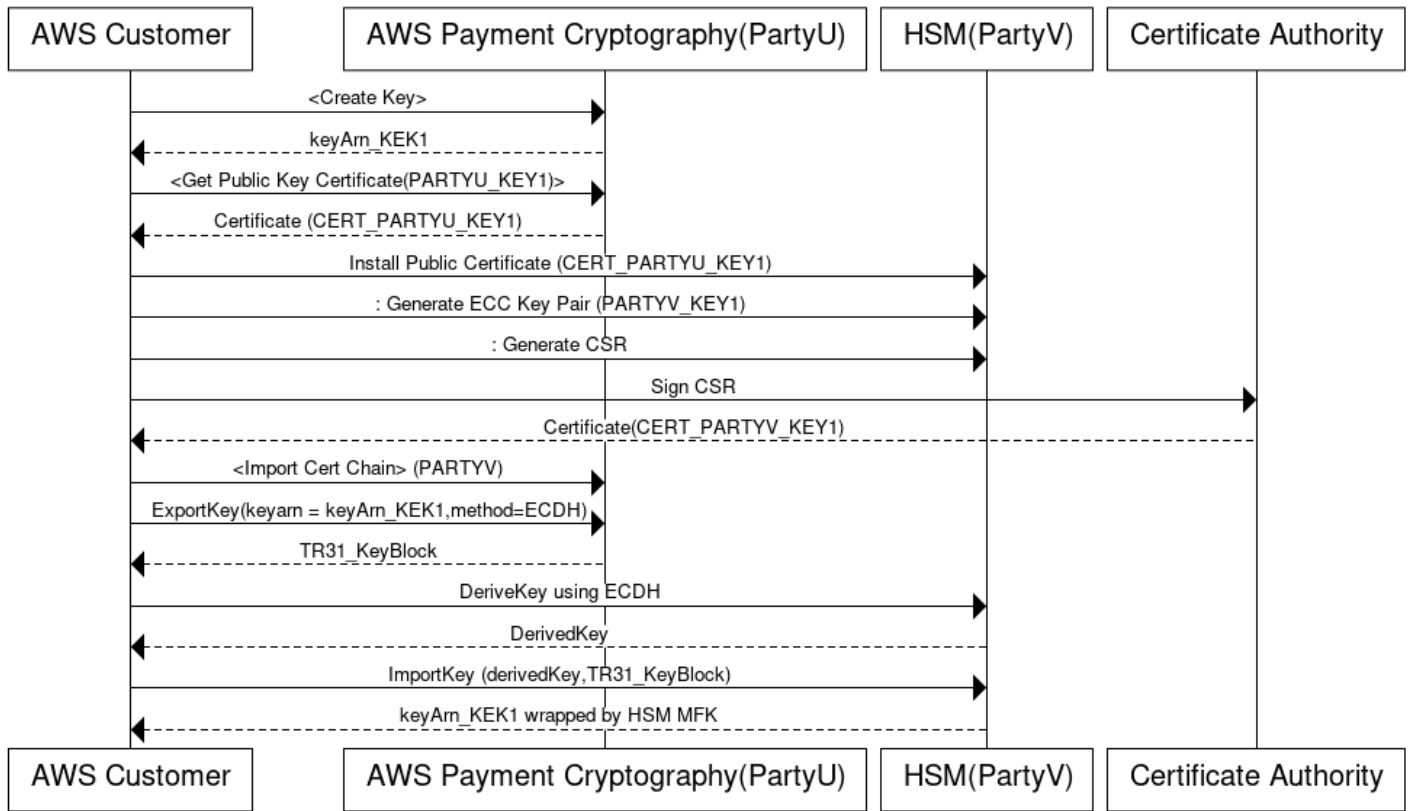 AWS Customer
AWS Payment Cryptography(PartyU)
HSM(PartyV)
Certificate Authority
<Create Key>
keyArn_KEK1
<Get Public Key Certificate(PARTYU_KEY1)>
Certificate (CERT_PARTYU_KEY1)
Install Public Certificate (CERT_PARTYU_KEY1)
: Generate ECC Key Pair (PARTYV_KEY1)
: Generate CSR
Sign CSR
Certificate(CERT_PARTYV_KEY1)
<Import Cert Chain> (PARTYV)
ExportKey(keyarn = keyArn_KEK1,method=ECDH)
TR31_KeyBlock
DeriveKey using ECDH
DerivedKey
ImportKey (derivedKey,TR31_KeyBlock)
keyArn_KEK1 wrapped by HSM MFK
AWS Customer
AWS Payment Cryptography(PartyU)
HSM(PartyV)
Certificate Authority